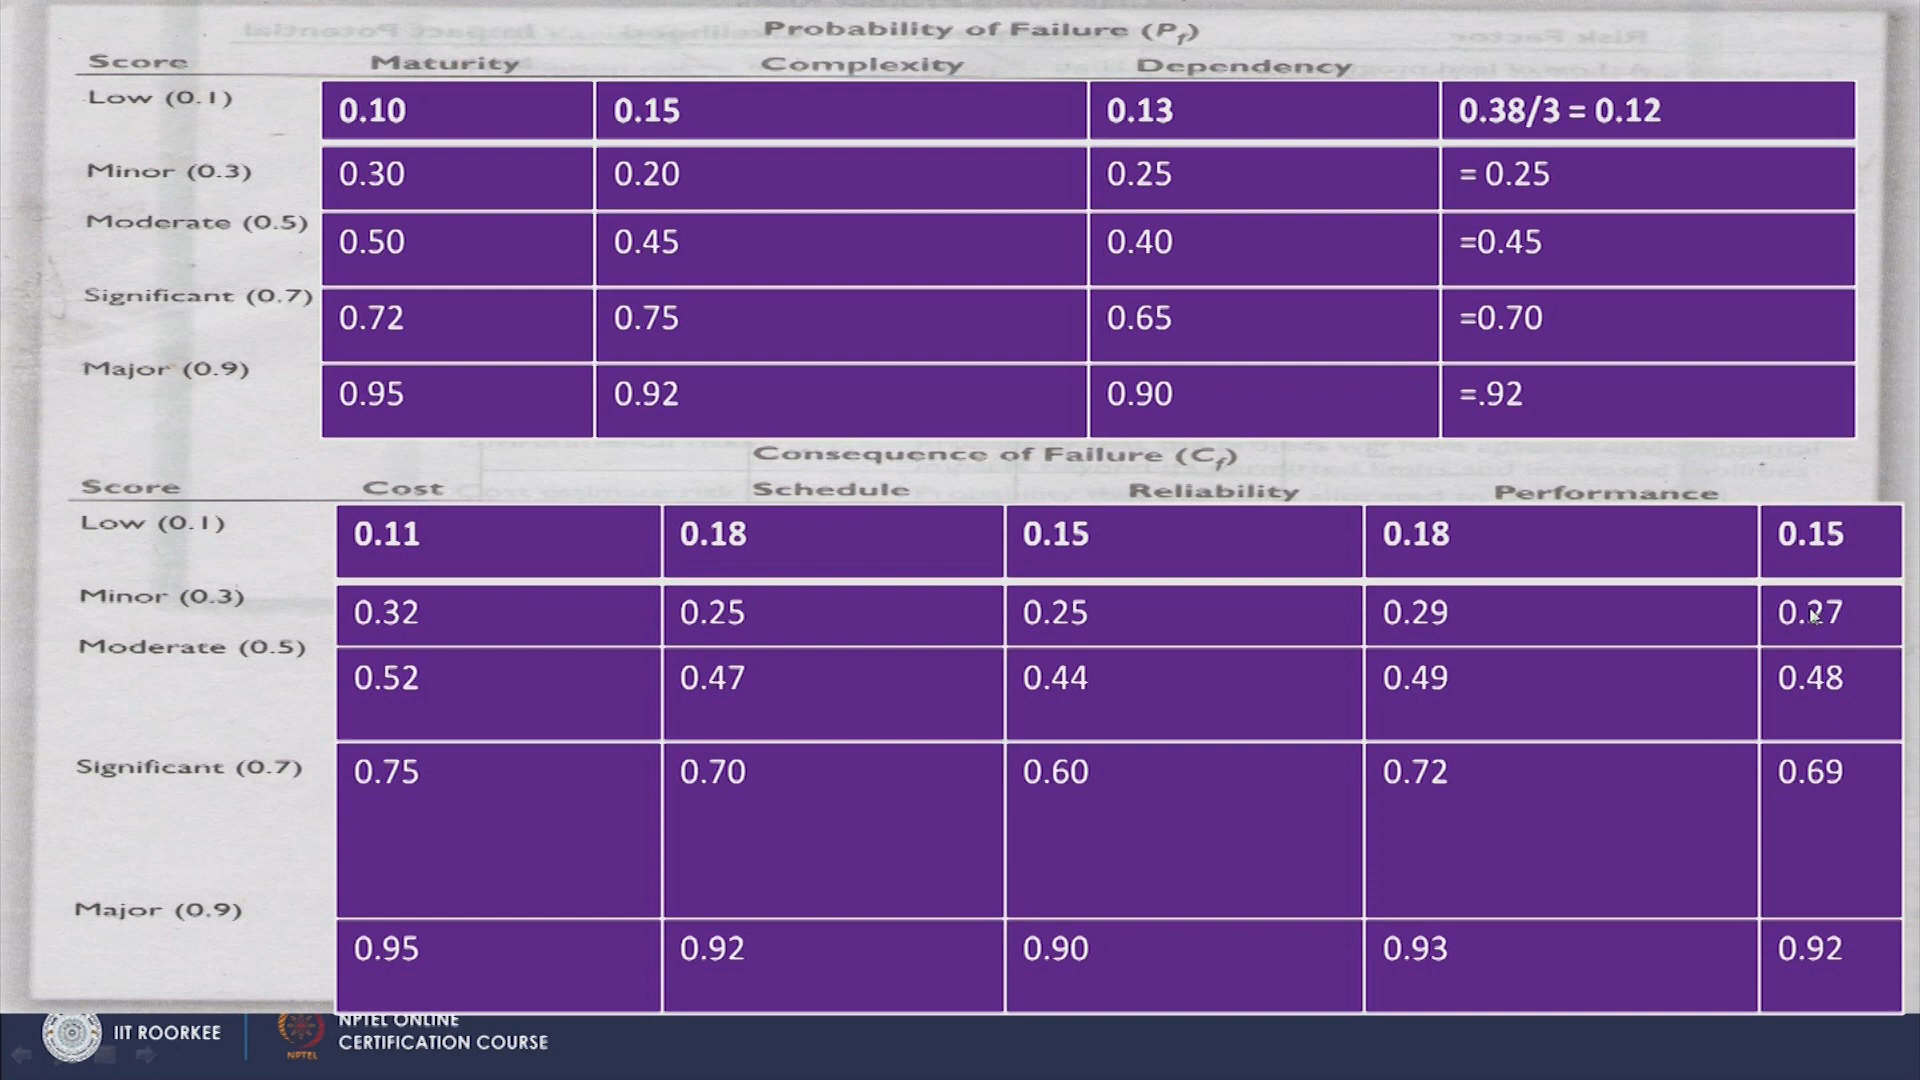 Probability of Failure (Pf)
Score Maturity Complexity Dependency
Low (0.1) 0.10 0.15 0.13 0.38/3 = 0.12
Minor (0.3) 0.30 0.20 0.25 = 0.25
Moderate (0.5) 0.50 0.45 0.40 =0.45
Significant (0.7) 0.72 0.75 0.65 =0.70
Major (0.9) 0.95 0.92 0.90 =.92
Consequence of Failure (Cf)
Score Cost Schedule Reliability Performance
Low (0.1) 0.11 0.18 0.15 0.18 0.15
Minor (0.3) 0.32 0.25 0.25 0.29 0.27
Moderate (0.5) 0.52 0.47 0.44 0.49 0.48
Significant (0.7) 0.75 0.70 0.60 0.72 0.69
Major (0.9) 0.95 0.92 0.90 0.93 0.92
IIT ROORKEE
NPTEL
NPTEL ONLINE
CERTIFICATION COURSE